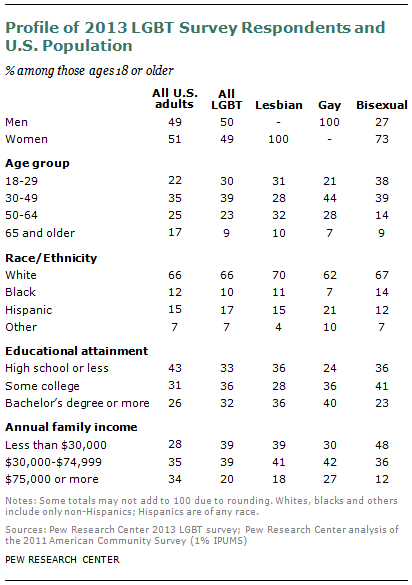 Profile of 2013 LGBT Survey Respondents and
U.S. Population
% among those ages 18 or older
All U.S. adults All LGBT Lesbian Gay Bisexual
Men 49 50 - 100 27
Women 51 49 100 - 73
Age group
18-29 22 30 31 21 38
30-49 35 39 28 44 39
50-64 25 23 32 28 14
65 and older 17 9 10 7 9
Race/Ethnicity
White 66 66 70 62 67
Black 12 10 11 7 14
Hispanic 15 17 15 21 12
Other 7 7 4 10 7
Educational attainment
High school or less 43 33 36 24 36
Some college 31 36 28 36 41
Bachelor's degree or more 26 32 36 40 23
Annual family income
Less than $30,000 28 39 39 30 48
$30,000-$74,999 35 39 41 42 36
$75,000 or more 34 20 18 27 12
Notes: Some totals may not add to 100 due to rounding. Whites, blacks and others
include only non-Hispanics; Hispanics are of any race.
Sources: Pew Research Center 2013 LGBT survey; Pew Research Center analysis of
the 2011 American Community Survey (1% IPUMS)
PEW RESEARCH CENTER